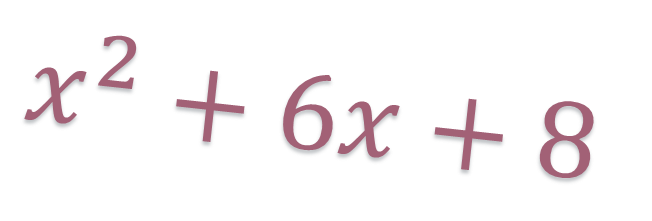 x² + 6x + 8